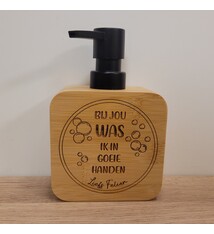 BIJ JOU
WAS
IK IN
GOEIE
HANDEN
Liefs Felien